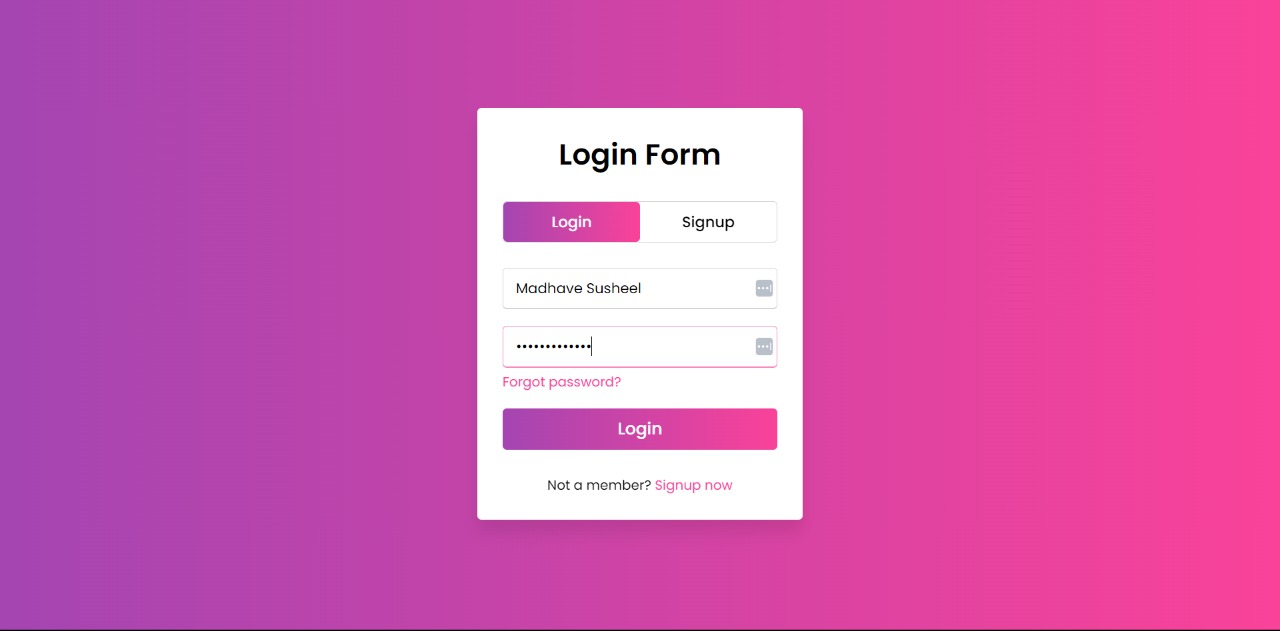 Login Form
Login Signup
Madhave Susheel
•••••••••••••
Forgot password?
Login
Not a member? Signup now